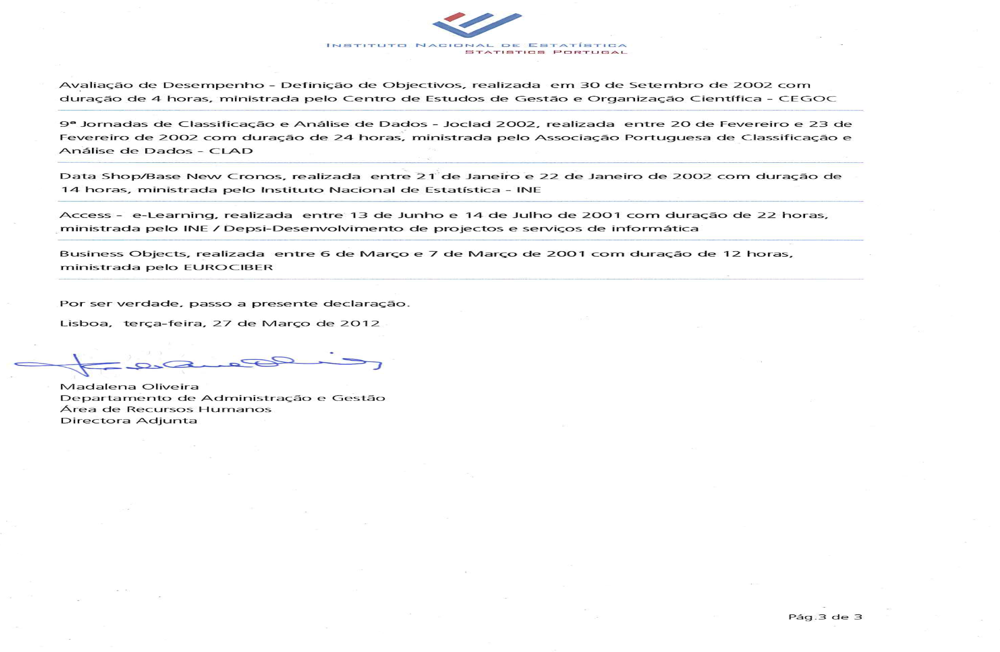 Instituto Nacional de Estatística
Statistics Portugal
Avaliação de Desempenho - Definição de Objectivos, realizada em 30 de Setembro de 2002 com
duração de 4 horas, ministrada pelo Centro de Estudos de Gestão e Organização Científica - CEGOC
9ª Jornadas de Classificação e Análise de Dados - Joclad 2002, realizada entre 20 de Fevereiro e 23 de
Fevereiro de 2002 com duração de 24 horas, ministrada pelo Associação Portuguesa de Classificação e
Análise de Dados - CLAD
Data Shop/Base New Cronos, realizada entre 21 de Janeiro e 22 de Janeiro de 2002 com duração de
14 horas, ministrada pelo Instituto Nacional de Estatística - INE
Access - e-Learning, realizada entre 13 de Junho e 14 de Julho de 2001 com duração de 22 horas,
ministrada pelo INE / Depsi-Desenvolvimento de projectos e serviços de informática
Business Objects, realizada entre 6 de Março e 7 de Março de 2001 com duração de 12 horas,
ministrada pelo EUROCIBER
Por ser verdade, passo a presente declaração.
Lisboa, terça-feira, 27 de Março de 2012
Madalena Oliveira
Departamento de Administração e Gestão
Área de Recursos Humanos
Directora Adjunta
Pág.3 de 3